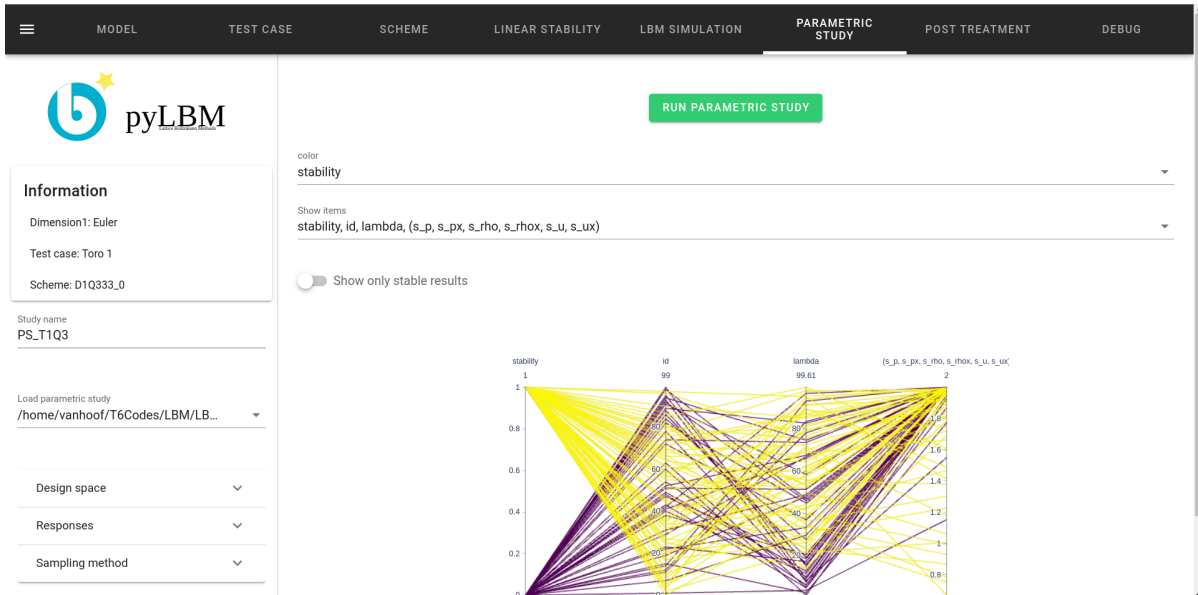 MODEL
TEST CASE
SCHEME
LINEAR STABILITY
LBM SIMULATION
PARAMETRIC
STUDY
POST TREATMENT
DEBUG
pyLBM
Lattice Boltzmann Methods
Information
Dimension1: Euler
Test case: Toro 1
Scheme: D1Q333_0
Study name
PS_T1Q3
Load parametric study
/home/vanhoof/T6Codes/LBM/LB...
Design space
Responses
Sampling method
RUN PARAMETRIC STUDY
color
stability
Show items
stability, id, lambda, (s_p, s_px, s_rho, s_rhox, s_u, s_ux)
Show only stable results
stability
id
lambda
(s_p, s_px, s_rho, s_rhox, s_u, s_ux)
1
99
99.61
2
1
0.8
0.6
0.4
0.2
0
80
60
40
20
0
80
60
40
20
1.8
1.6
1.4
1.2
1
0.8